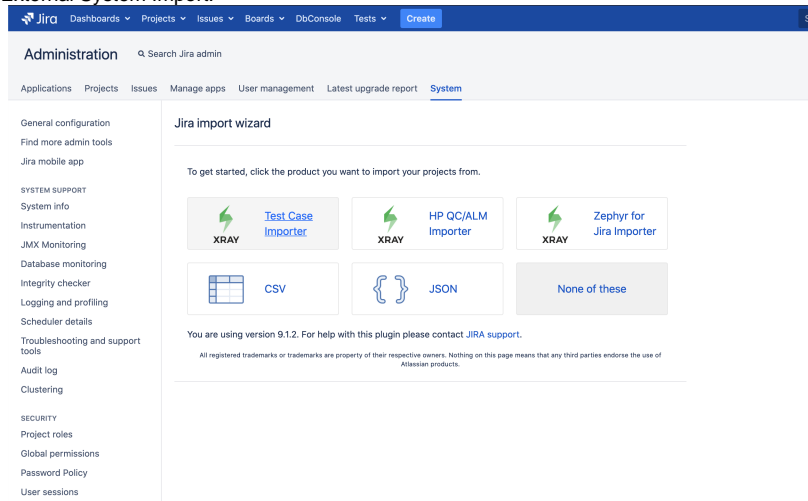 External System Import.
Jira Dashboards Projects Issues Boards DbConsole Tests Create
Administration Search Jira admin
Applications Projects Issues Manage apps User management Latest upgrade report System
General configuration
Find more admin tools
Jira mobile app
SYSTEM SUPPORT
System info
Instrumentation
JMX Monitoring
Database monitoring
Integrity checker
Logging and profiling
Scheduler details
Troubleshooting and support
tools
Audit log
Clustering
SECURITY
Project roles
Global permissions
Password Policy
User sessions
Jira import wizard
To get started, click the product you want to import your projects from.
XRAY
Test Case
Importer
XRAY
HP QC/ALM
Importer
XRAY
Zephyr for
Jira Importer
CSV
{ } JSON
None of these
You are using version 9.1.2. For help with this plugin please contact JIRA support.
All registered trademarks or trademarks are property of their respective owners. Nothing on this page means that any third parties endorse the use of
Atlassian products.